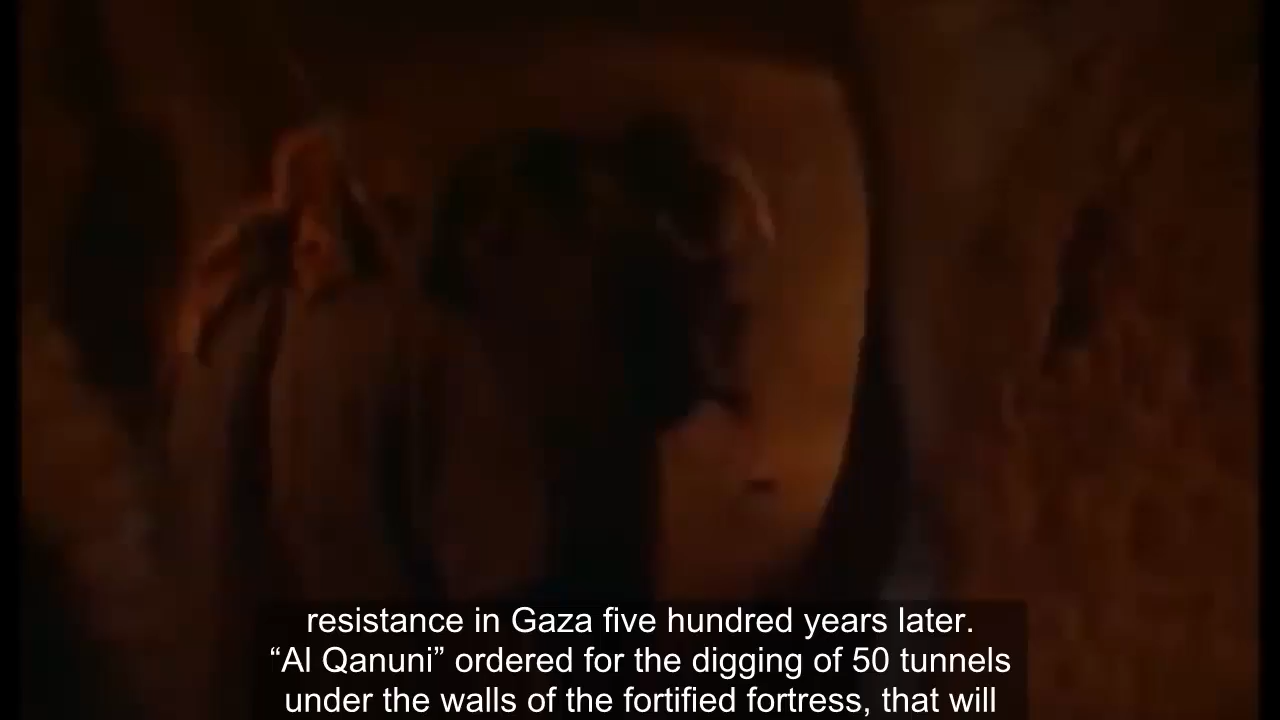 resistance in Gaza five hundred years later.
“Al Qanuni” ordered for the digging of 50 tunnels
under the walls of the fortified fortress, that will